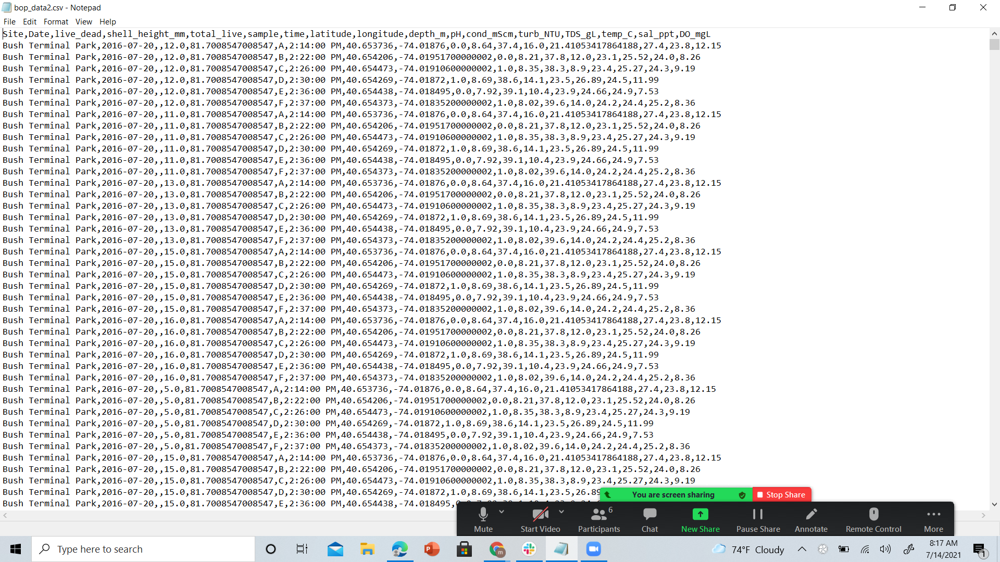 bop_data2.csv - Notepad
File Edit Format View Help
Site,Date,live_dead,shell_height_mm,total_live,sample,time,latitude,longitude,depth_m,pH,cond_mScm,turb_NTU,TDS_gL,temp_C,sal_ppt,DO_mgL
Bush Terminal Park,2016-07-20,,12.0,81.7008547008547,A,2:14:00 PM,40.653736,-74.01876,0.0,8.64,37.4,16.0,21.41053417864188,27.4,23.8,12.15
Bush Terminal Park,2016-07-20,,12.0,81.7008547008547,B,2:22:00 PM,40.654206,-74.01951700000002,0.0,8.21,37.8,12.0,23.1,25.52,24.0,8.26
Bush Terminal Park,2016-07-20,,12.0,81.7008547008547,C,2:26:00 PM,40.654473,-74.01910600000002,1.0,8.35,38.3,8.9,23.4,25.27,24.3,9.19
Bush Terminal Park,2016-07-20,,12.0,81.7008547008547,D,2:30:00 PM,40.654269,-74.01872,1.0,8.69,38.6,14.1,23.5,26.89,24.5,11.99
Bush Terminal Park,2016-07-20,,12.0,81.7008547008547,E,2:36:00 PM,40.654438,-74.018495,0.0,7.92,39.1,10.4,23.9,24.66,24.9,7.53
Bush Terminal Park,2016-07-20,,12.0,81.7008547008547,F,2:37:00 PM,40.654373,-74.01835200000002,1.0,8.02,39.6,14.0,24.2,24.4,25.2,8.36
Bush Terminal Park,2016-07-20,,11.0,81.7008547008547,A,2:14:00 PM,40.653736,-74.01876,0.0,8.64,37.4,16.0,21.41053417864188,27.4,23.8,12.15
Bush Terminal Park,2016-07-20,,11.0,81.7008547008547,B,2:22:00 PM,40.654206,-74.01951700000002,0.0,8.21,37.8,12.0,23.1,25.52,24.0,8.26
Bush Terminal Park,2016-07-20,,11.0,81.7008547008547,C,2:26:00 PM,40.654473,-74.01910600000002,1.0,8.35,38.3,8.9,23.4,25.27,24.3,9.19
Bush Terminal Park,2016-07-20,,11.0,81.7008547008547,D,2:30:00 PM,40.654269,-74.01872,1.0,8.69,38.6,14.1,23.5,26.89,24.5,11.99
Bush Terminal Park,2016-07-20,,11.0,81.7008547008547,E,2:36:00 PM,40.654438,-74.018495,0.0,7.92,39.1,10.4,23.9,24.66,24.9,7.53
Bush Terminal Park,2016-07-20,,11.0,81.7008547008547,F,2:37:00 PM,40.654373,-74.01835200000002,1.0,8.02,39.6,14.0,24.2,24.4,25.2,8.36
Bush Terminal Park,2016-07-20,,13.0,81.7008547008547,A,2:14:00 PM,40.653736,-74.01876,0.0,8.64,37.4,16.0,21.41053417864188,27.4,23.8,12.15
Bush Terminal Park,2016-07-20,,13.0,81.7008547008547,B,2:22:00 PM,40.654206,-74.01951700000002,0.0,8.21,37.8,12.0,23.1,25.52,24.0,8.26
Bush Terminal Park,2016-07-20,,13.0,81.7008547008547,C,2:26:00 PM,40.654473,-74.01910600000002,1.0,8.35,38.3,8.9,23.4,25.27,24.3,9.19
Bush Terminal Park,2016-07-20,,13.0,81.7008547008547,D,2:30:00 PM,40.654269,-74.01872,1.0,8.69,38.6,14.1,23.5,26.89,24.5,11.99
Bush Terminal Park,2016-07-20,,13.0,81.7008547008547,E,2:36:00 PM,40.654438,-74.018495,0.0,7.92,39.1,10.4,23.9,24.66,24.9,7.53
Bush Terminal Park,2016-07-20,,13.0,81.7008547008547,F,2:37:00 PM,40.654373,-74.01835200000002,1.0,8.02,39.6,14.0,24.2,24.4,25.2,8.36
Bush Terminal Park,2016-07-20,,15.0,81.7008547008547,A,2:14:00 PM,40.653736,-74.01876,0.0,8.64,37.4,16.0,21.41053417864188,27.4,23.8,12.15
Bush Terminal Park,2016-07-20,,15.0,81.7008547008547,B,2:22:00 PM,40.654206,-74.01951700000002,0.0,8.21,37.8,12.0,23.1,25.52,24.0,8.26
Bush Terminal Park,2016-07-20,,15.0,81.7008547008547,C,2:26:00 PM,40.654473,-74.01910600000002,1.0,8.35,38.3,8.9,23.4,25.27,24.3,9.19
Bush Terminal Park,2016-07-20,,15.0,81.7008547008547,D,2:30:00 PM,40.654269,-74.01872,1.0,8.69,38.6,14.1,23.5,26.89,24.5,11.99
Bush Terminal Park,2016-07-20,,15.0,81.7008547008547,E,2:36:00 PM,40.654438,-74.018495,0.0,7.92,39.1,10.4,23.9,24.66,24.9,7.53
Bush Terminal Park,2016-07-20,,15.0,81.7008547008547,F,2:37:00 PM,40.654373,-74.01835200000002,1.0,8.02,39.6,14.0,24.2,24.4,25.2,8.36
Bush Terminal Park,2016-07-20,,16.0,81.7008547008547,A,2:14:00 PM,40.653736,-74.01876,0.0,8.64,37.4,16.0,21.41053417864188,27.4,23.8,12.15
Bush Terminal Park,2016-07-20,,16.0,81.7008547008547,B,2:22:00 PM,40.654206,-74.01951700000002,0.0,8.21,37.8,12.0,23.1,25.52,24.0,8.26
Bush Terminal Park,2016-07-20,,16.0,81.7008547008547,C,2:26:00 PM,40.654473,-74.01910600000002,1.0,8.35,38.3,8.9,23.4,25.27,24.3,9.19
Bush Terminal Park,2016-07-20,,16.0,81.7008547008547,D,2:30:00 PM,40.654269,-74.01872,1.0,8.69,38.6,14.1,23.5,26.89,24.5,11.99
Bush Terminal Park,2016-07-20,,16.0,81.7008547008547,E,2:36:00 PM,40.654438,-74.018495,0.0,7.92,39.1,10.4,23.9,24.66,24.9,7.53
Bush Terminal Park,2016-07-20,,16.0,81.7008547008547,F,2:37:00 PM,40.654373,-74.01835200000002,1.0,8.02,39.6,14.0,24.2,24.4,25.2,8.36
Bush Terminal Park,2016-07-20,,5.0,81.7008547008547,A,2:14:00 PM,40.653736,-74.01876,0.0,8.64,37.4,16.0,21.41053417864188,27.4,23.8,12.15
Bush Terminal Park,2016-07-20,,5.0,81.7008547008547,B,2:22:00 PM,40.654206,-74.01951700000002,0.0,8.21,37.8,12.0,23.1,25.52,24.0,8.26
Bush Terminal Park,2016-07-20,,5.0,81.7008547008547,C,2:26:00 PM,40.654473,-74.01910600000002,1.0,8.35,38.3,8.9,23.4,25.27,24.3,9.19
Bush Terminal Park,2016-07-20,,5.0,81.7008547008547,D,2:30:00 PM,40.654269,-74.01872,1.0,8.69,38.6,14.1,23.5,26.89,24.5,11.99
Bush Terminal Park,2016-07-20,,5.0,81.7008547008547,E,2:36:00 PM,40.654438,-74.018495,0.0,7.92,39.1,10.4,23.9,24.66,24.9,7.53
Bush Terminal Park,2016-07-20,,5.0,81.7008547008547,F,2:37:00 PM,40.654373,-74.01835200000002,1.0,8.02,39.6,14.0,24.2,24.4,25.2,8.36
Bush Terminal Park,2016-07-20,,15.0,81.7008547008547,A,2:14:00 PM,40.653736,-74.01876,0.0,8.64,37.4,16.0,21.41053417864188,27.4,23.8,12.15
Bush Terminal Park,2016-07-20,,15.0,81.7008547008547,B,2:22:00 PM,40.654206,-74.01951700000002,0.0,8.21,37.8,12.0,23.1,25.52,24.0,8.26
Bush Terminal Park,2016-07-20,,15.0,81.7008547008547,C,2:26:00 PM,40.654473,-74.01910600000002,1.0,8.35,38.3,8.9,23.4,25.27,24.3,9.19
Bush Terminal Park,2016-07-20,,15.0,81.7008547008547,D,2:30:00 PM,40.654269,-74.01872,1.0,8.69,38.6,14.1,23.5,26.89
Bush Terminal Park,2016-07-20,,15.0,81.7008547008547,E,2:36:00 PM,40.654438,-74.018495,
You are screen sharing Stop Share
6
Mute Start Video Participants Chat New Share Pause Share Annotate Remote Control More
Type here to search
74°F Cloudy
8:17 AM
7/14/2021
1